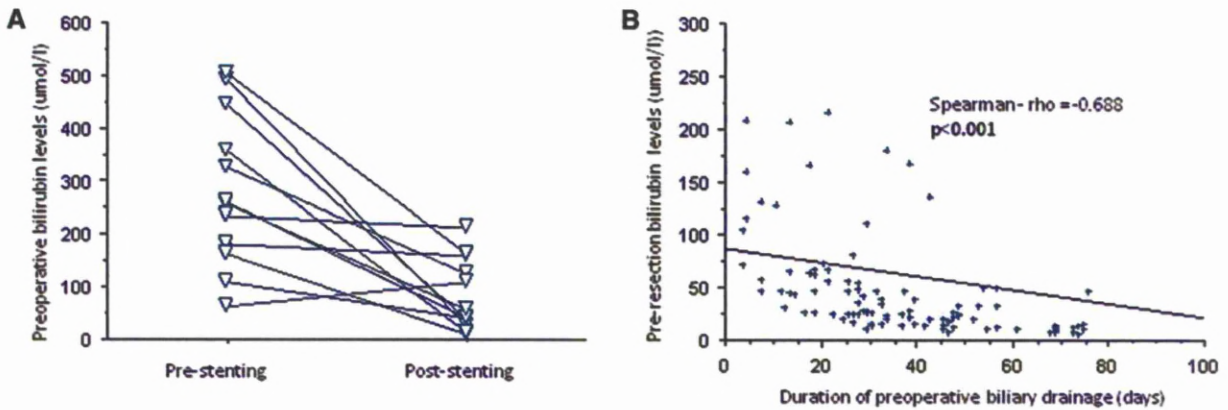 A
Preoperative bilirubin levels (umol/l)
600
500
400
300
200
100
0
Pre-stenting
Post-stenting
B
Pre-resection bilirubin levels (umol/l))
300
250
200
150
100
50
0
Spearman- rho =-0.688
p<0.001
0
20
40
60
80
100
Duration of preoperative biliary drainage (days)